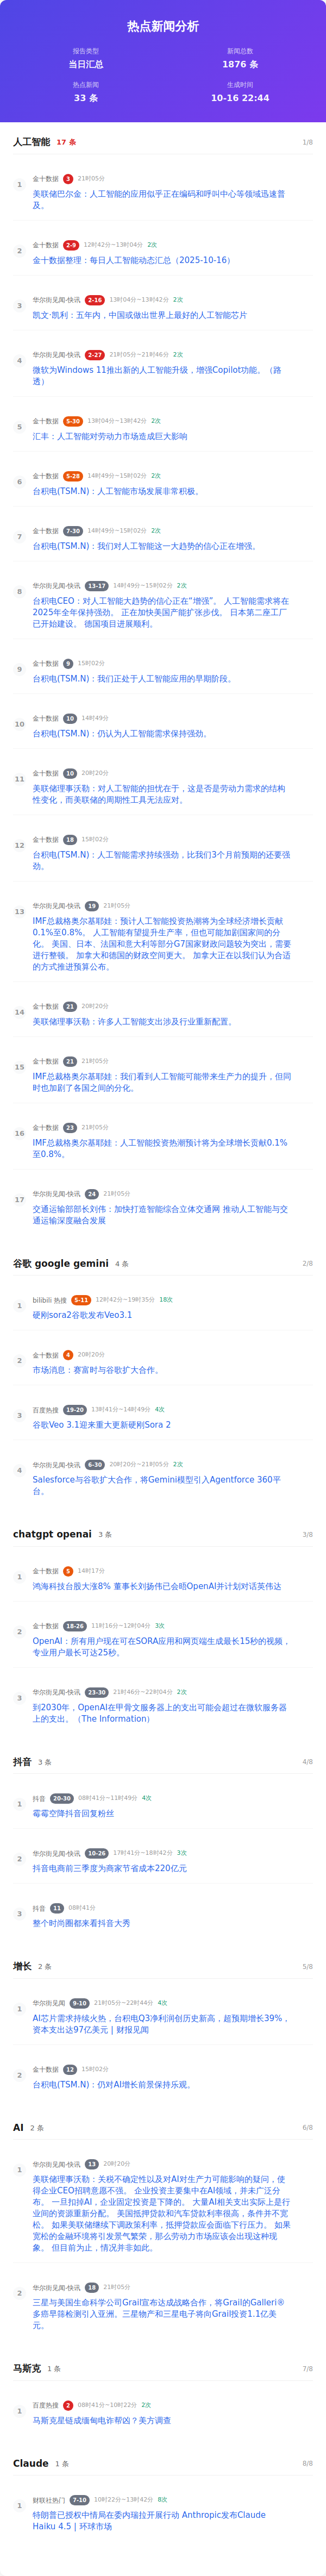 热点新闻分析
报告类型
当日汇总
新闻总数
1876 条
热点新闻
33 条
生成时间
10-16 22:44
人工智能 17 条 1/8
1
金十数据 3 21时05分
美联储巴尔金：人工智能的应用似乎正在编码和呼叫中心等领域迅速普
及。
2
金十数据 2-9 12时42分~13时04分 2次
金十数据整理：每日人工智能动态汇总（2025-10-16）
3
华尔街见闻-快讯 2-16 13时04分~13时42分 2次
凯文·凯利：五年内，中国或做出世界上最好的人工智能芯片
4
华尔街见闻-快讯 2-27 21时05分~21时46分 2次
微软为Windows 11推出新的人工智能升级，增强Copilot功能。（路
透）
5
金十数据 5-30 13时04分~13时42分 2次
汇丰：人工智能对劳动力市场造成巨大影响
6
金十数据 5-28 14时49分~15时02分 2次
台积电(TSM.N)：人工智能市场发展非常积极。
7
金十数据 7-30 14时49分~15时02分 2次
台积电(TSM.N)：我们对人工智能这一大趋势的信心正在增强。
8
华尔街见闻-快讯 13-17 14时49分~15时02分 2次
台积电CEO：对人工智能大趋势的信心正在“增强”。 人工智能需求将在
2025年全年保持强劲。 正在加快美国产能扩张步伐。 日本第二座工厂
已开始建设。 德国项目进展顺利。
9
金十数据 9 15时02分
台积电(TSM.N)：我们正处于人工智能应用的早期阶段。
10
金十数据 10 14时49分
台积电(TSM.N)：仍认为人工智能需求保持强劲。
11
金十数据 10 20时20分
美联储理事沃勒：对人工智能的担忧在于，这是否是劳动力需求的结构
性变化，而美联储的周期性工具无法应对。
12
金十数据 18 15时02分
台积电(TSM.N)：人工智能需求持续强劲，比我们3个月前预期的还要强
劲。
13
华尔街见闻-快讯 19 21时05分
IMF总裁格奥尔基耶娃：预计人工智能投资热潮将为全球经济增长贡献
0.1%至0.8%。 人工智能有望提升生产率，但也可能加剧国家间的分
化。 美国、日本、法国和意大利等部分G7国家财政问题较为突出，需要
进行整顿。 加拿大和德国的财政空间更大。 加拿大正在以我们认为合适
的方式推进预算公布。
14
金十数据 21 20时20分
美联储理事沃勒：许多人工智能支出涉及行业重新配置。
15
金十数据 21 21时05分
IMF总裁格奥尔基耶娃：我们看到人工智能可能带来生产力的提升，但同
时也加剧了各国之间的分化。
16
金十数据 23 21时05分
IMF总裁格奥尔基耶娃：人工智能投资热潮预计将为全球增长贡献0.1%
至0.8%。
17
华尔街见闻-快讯 24 21时05分
交通运输部部长刘伟：加快打造智能综合立体交通网 推动人工智能与交
通运输深度融合发展
谷歌 google gemini 4 条 2/8
1
bilibili 热搜 5-11 12时42分~19时35分 18次
硬刚sora2谷歌发布Veo3.1
2
金十数据 4 20时20分
市场消息：赛富时与谷歌扩大合作。
3
百度热搜 19-20 13时41分~14时49分 4次
谷歌Veo 3.1迎来重大更新硬刚Sora 2
4
华尔街见闻-快讯 6-30 20时20分~21时05分 2次
Salesforce与谷歌扩大合作，将Gemini模型引入Agentforce 360平
台。
chatgpt openai 3 条 3/8
1
金十数据 5 14时17分
鸿海科技台股大涨8% 董事长刘扬伟已会晤OpenAI并计划对话英伟达
2
金十数据 18-26 11时16分~12时04分 3次
OpenAI：所有用户现在可在SORA应用和网页端生成最长15秒的视频，
专业用户最长可达25秒。
3
华尔街见闻-快讯 23-30 21时46分~22时04分 2次
到2030年，OpenAI在甲骨文服务器上的支出可能会超过在微软服务器
上的支出。（The Information）
抖音 3 条 4/8
1
抖音 20-30 08时41分~11时49分 4次
霉霉空降抖音回复粉丝
2
华尔街见闻-快讯 10-26 17时41分~18时42分 3次
抖音电商前三季度为商家节省成本220亿元
3
抖音 11 08时41分
整个时尚圈都来看抖音大秀
增长 2 条 5/8
1
华尔街见闻 9-10 21时05分~22时44分 4次
AI芯片需求持续火热，台积电Q3净利润创历史新高，超预期增长39%，
资本支出达97亿美元 | 财报见闻
2
金十数据 12 15时02分
台积电(TSM.N)：仍对AI增长前景保持乐观。
AI 2 条 6/8
1
华尔街见闻-快讯 13 20时20分
美联储理事沃勒：关税不确定性以及对AI对生产力可能影响的疑问，使
得企业CEO招聘意愿不强。 企业投资主要集中在AI领域，并未广泛分
布。 一旦扣掉AI，企业固定投资是下降的。 大量AI相关支出实际上是行
业间的资源重新分配。 美国抵押贷款和汽车贷款利率很高，条件并不宽
松。 如果美联储继续下调政策利率，抵押贷款应会面临下行压力。 如果
宽松的金融环境将引发景气繁荣，那么劳动力市场应该会出现这种现
象。 但目前为止，情况并非如此。
2
华尔街见闻-快讯 18 21时05分
三星与美国生命科学公司Grail宣布达成战略合作，将Grail的Galleri®
多癌早筛检测引入亚洲。三星物产和三星电子将向Grail投资1.1亿美
元。
马斯克 1 条 7/8
1
百度热搜 2 08时41分~10时22分 2次
马斯克星链成缅甸电诈帮凶？美方调查
Claude 1 条 8/8
1
财联社热门 7-10 10时22分~13时42分 8次
特朗普已授权中情局在委内瑞拉开展行动 Anthropic发布Claude
Haiku 4.5 | 环球市场